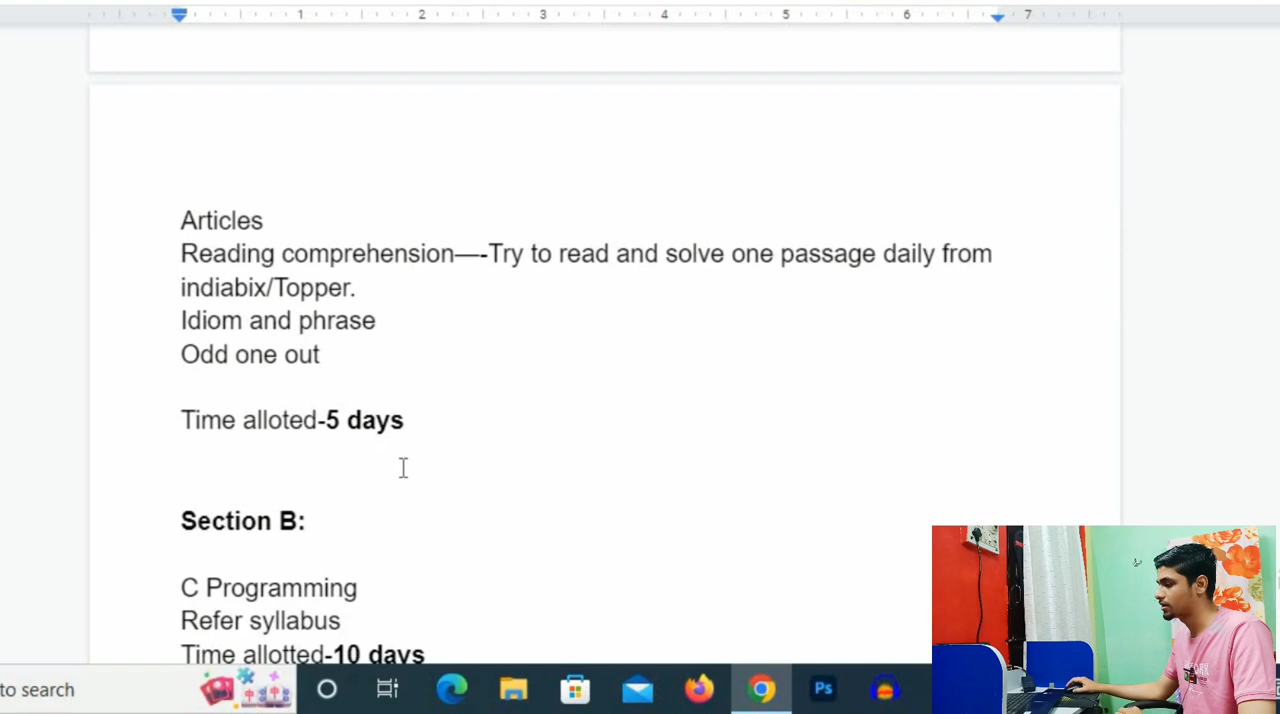 1 2 3 4 5 6 7
Articles
Reading comprehension—-Try to read and solve one passage daily from
indiabix/Topper.
Idiom and phrase
Odd one out
Time alloted-5 days
Section B:
C Programming
Refer syllabus
Time allotted-10 days
to search
Ps